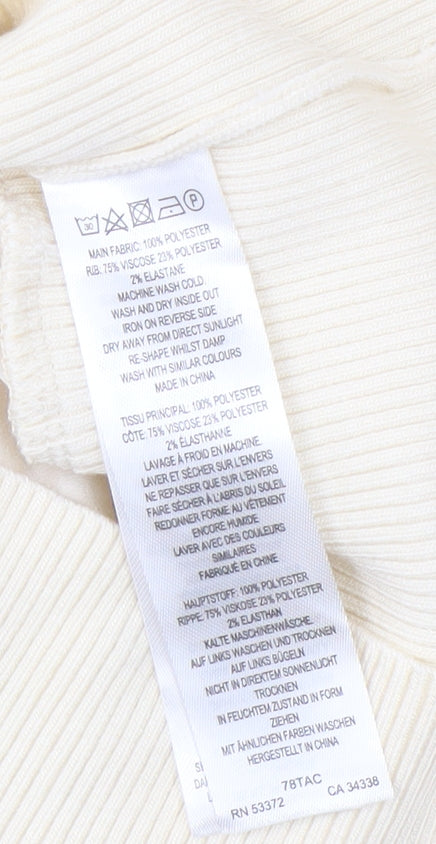 30 P
MAIN FABRIC: 100% POLYESTER
RIB: 75% VISCOSE 23% POLYESTER
2% ELASTANE
MACHINE WASH COLD
WASH AND DRY INSIDE OUT
IRON ON REVERSE SIDE
DRY AWAY FROM DIRECT SUNLIGHT
RE-SHAPE WHILST DAMP
WASH WITH SIMILAR COLOURS
MADE IN CHINA
TISSU PRINCIPAL: 100% POLYESTER
CÔTE: 75% VISCOSE 23% POLYESTER
2% ÉLASTHANNE
LAVAGE À FROID EN MACHINE
LAVER ET SÉCHER SUR L'ENVERS
NE REPASSER QUE SUR L'ENVERS
FAIRE SÉCHER À L'ABRIS DU SOLEIL
REDONNER FORME AU VÊTEMENT
ENCORE HUMIDE
LAVER AVEC DES COULEURS
SIMILAIRES
FABRIQUÉ EN CHINE
HAUPTSTOFF: 100% POLYESTER
RIPPE: 75% VISKOSE 23% POLYESTER
2% ELASTHAN
KALTE MASCHINENWÄSCHE
AUF LINKS WASCHEN UND TROCKNEN
AUF LINKS BÜGELN
NICHT IN DIREKTEM SONNENLICHT
TROCKNEN
IN FEUCHTEM ZUSTAND IN FORM
ZIEHEN
MIT ÄHNLICHEN FARBEN WASCHEN
HERGESTELLT IN CHINA
78TAC
RN 53372 CA 34338